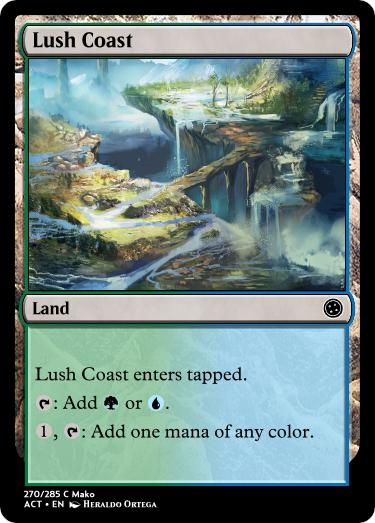 Lush Coast
Land
Lush Coast enters tapped.
: Add or .
1, : Add one mana of any color.
270/285 C Mako
ACT • EN Heraldo Ortega